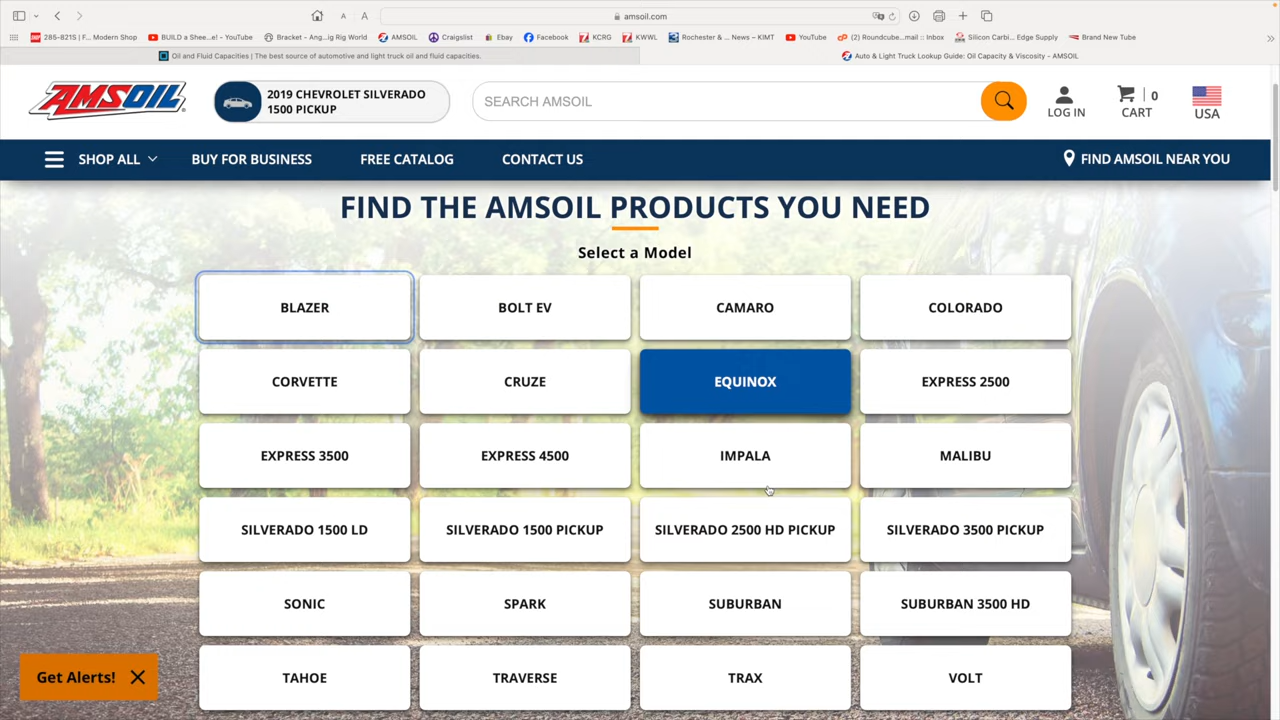 A A amsoil.com
286-821S | F... Modern Shop BUILD a Shee...e! - YouTube Bracket - Ang...ig Rig World AMSOIL Craigslist Ebay Facebook KCRG KWWL Rochester & ... News – KIMT YouTube (2) Roundcube...mail :: Inbox Silicon Carbi... Edge Supply Brand New Tube
Oil and Fluid Capacities | The best source of automotive and light truck oil and fluid capacities. Auto & Light Truck Lookup Guide: Oil Capacity & Viscosity - AMSOIL
AMSOIL
2019 CHEVROLET SILVERADO
1500 PICKUP
SEARCH AMSOIL
LOG IN
0
CART
USA
SHOP ALL BUY FOR BUSINESS FREE CATALOG CONTACT US FIND AMSOIL NEAR YOU
FIND THE AMSOIL PRODUCTS YOU NEED
Select a Model
BLAZER BOLT EV CAMARO COLORADO
CORVETTE CRUZE EQUINOX EXPRESS 2500
EXPRESS 3500 EXPRESS 4500 IMPALA MALIBU
SILVERADO 1500 LD SILVERADO 1500 PICKUP SILVERADO 2500 HD PICKUP SILVERADO 3500 PICKUP
SONIC SPARK SUBURBAN SUBURBAN 3500 HD
TAHOE TRAVERSE TRAX VOLT
Get Alerts!